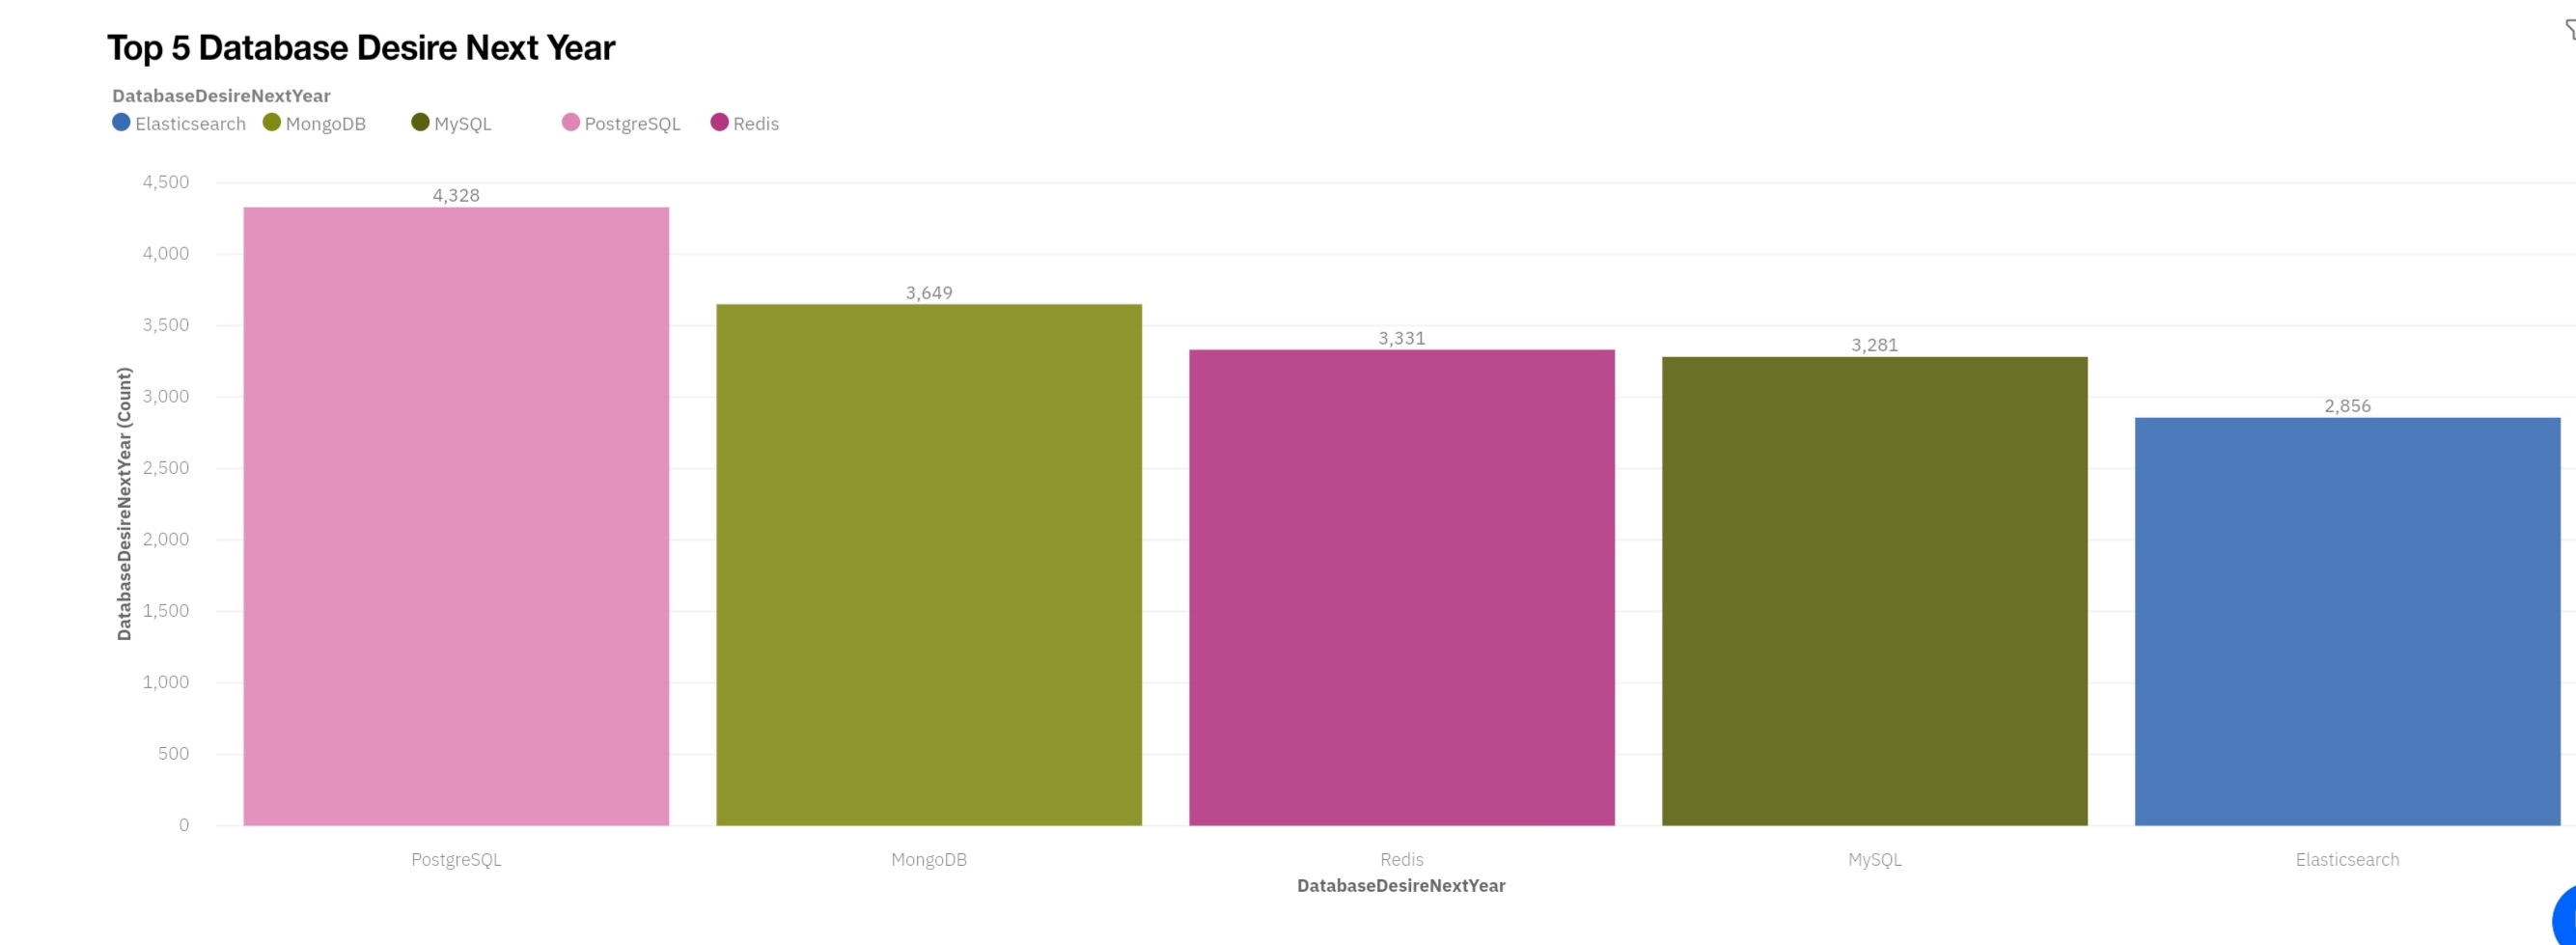 Top 5 Database Desire Next Year
DatabaseDesireNextYear
Elasticsearch MongoDB MySQL PostgreSQL Redis
4,500
4,000
3,500
3,000
2,500
2,000
1,500
1,000
500
0
DatabaseDesireNextYear (Count)
4,328
3,649
3,331
3,281
2,856
PostgreSQL MongoDB Redis MySQL Elasticsearch
DatabaseDesireNextYear